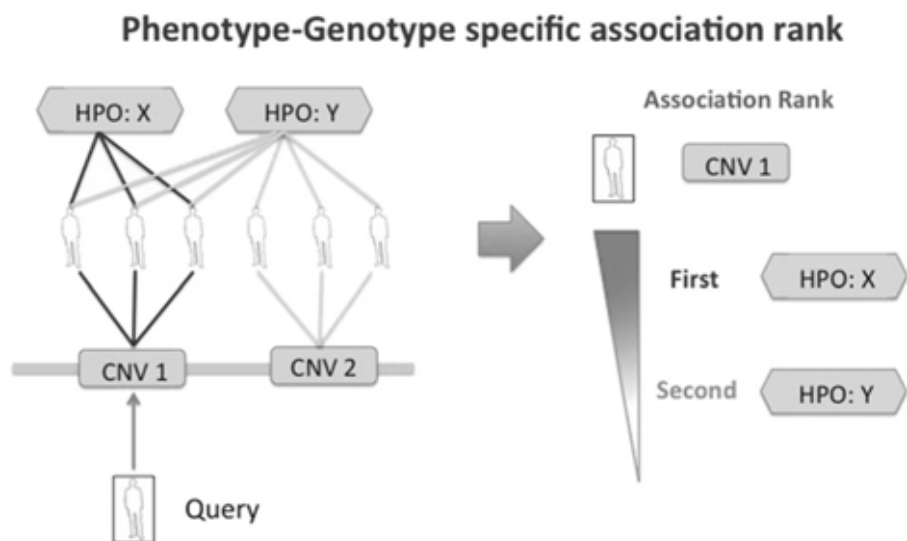 Phenotype-Genotype specific association rank
HPO: X
HPO: Y
Association Rank
CNV 1
First
HPO: X
CNV 1
CNV 2
Second
HPO: Y
Query